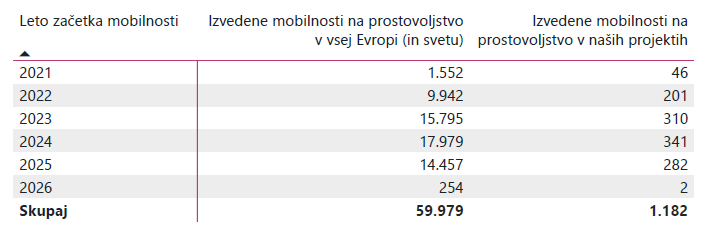 Leto začetka mobilnosti Izvedene mobilnosti na prostovoljstvo Izvedene mobilnosti na
v vsej Evropi (in svetu) prostovoljstvo v naših projektih
2021 1.552 46
2022 9.942 201
2023 15.795 310
2024 17.979 341
2025 14.457 282
2026 254 2
Skupaj 59.979 1.182